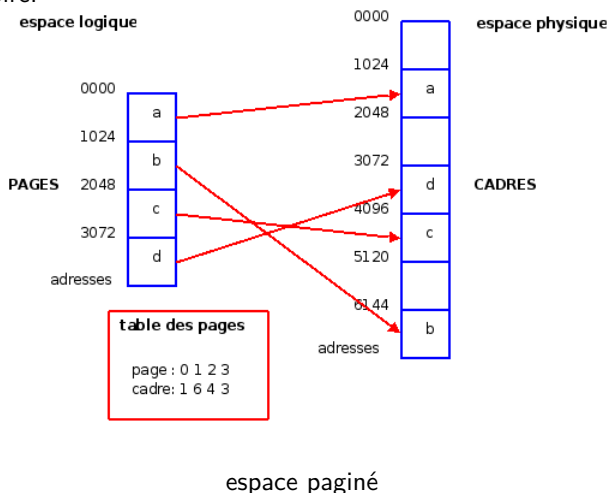 espace logique
0000
1024
2048
3072
adresses
PAGES
a
b
c
d
table des pages
page : 0 1 2 3
cadre: 1 6 4 3
espace physique
0000
1024
2048
3072
4096
5120
6144
adresses
a
d
c
b
CADRES
espace paginé